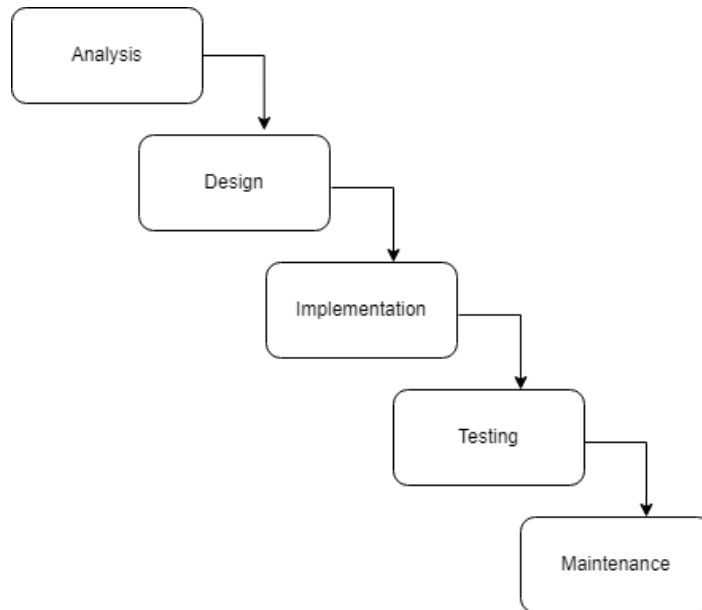 Analysis
Design
Implementation
Testing
Maintenance